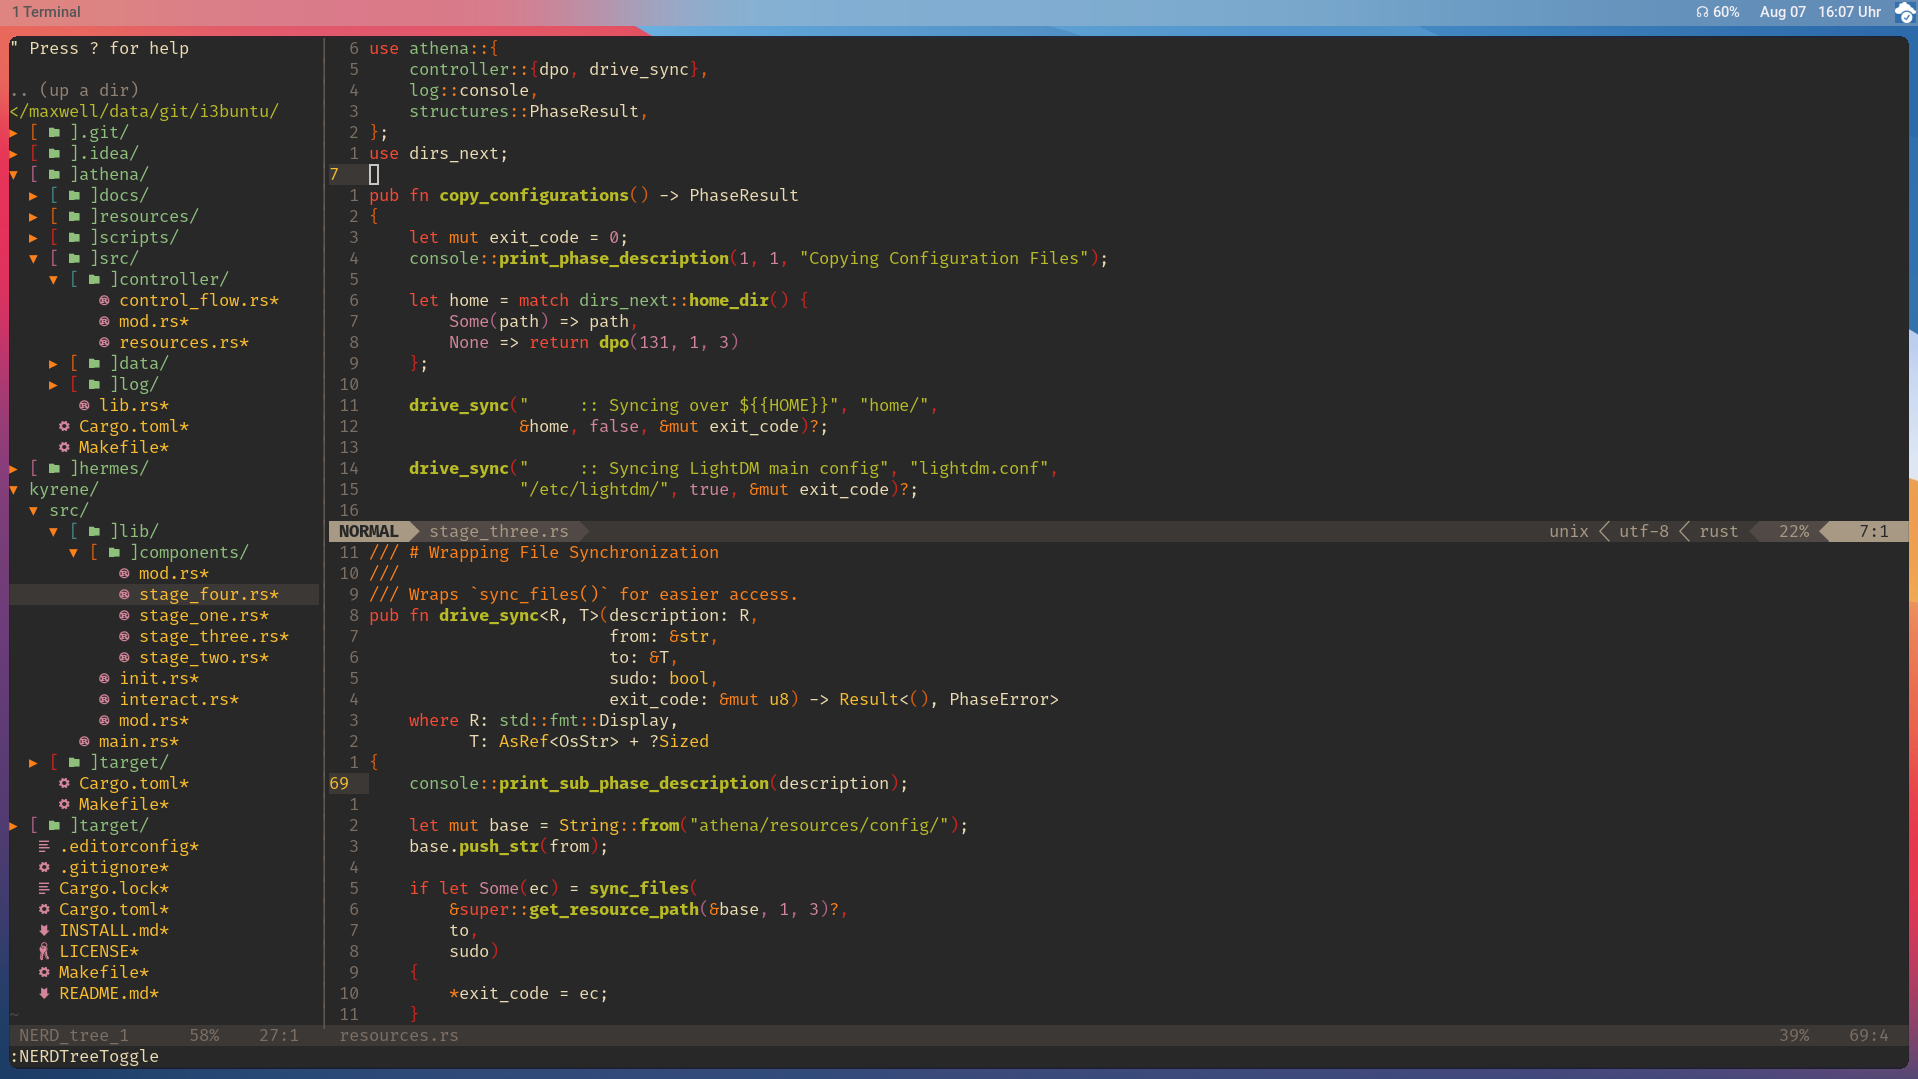 1 Terminal
60% Aug 07 16:07 Uhr
" Press ? for help
.. (up a dir)
</maxwell/data/git/i3buntu/
▸ [ ].git/
▸ [ ].idea/
▾ [ ]athena/
▸ [ ]docs/
▸ [ ]resources/
▸ [ ]scripts/
▾ [ ]src/
▾ [ ]controller/
control_flow.rs*
mod.rs*
resources.rs*
▸ [ ]data/
▸ [ ]log/
lib.rs*
Cargo.toml*
Makefile*
▸ [ ]hermes/
▾ kyrene/
▾ src/
▾ [ ]lib/
▾ [ ]components/
mod.rs*
stage_four.rs*
stage_one.rs*
stage_three.rs*
stage_two.rs*
init.rs*
interact.rs*
mod.rs*
main.rs*
▸ [ ]target/
Cargo.toml*
Makefile*
▸ [ ]target/
.editorconfig*
.gitignore*
Cargo.lock*
Cargo.toml*
INSTALL.md*
LICENSE*
Makefile*
README.md*
~
NERD_tree_1 58% 27:1
6 use athena::{
5 controller::{dpo, drive_sync},
4 log::console,
3 structures::PhaseResult,
2 };
1 use dirs_next;
7
1 pub fn copy_configurations() -> PhaseResult
2 {
3 let mut exit_code = 0;
4 console::print_phase_description(1, 1, "Copying Configuration Files");
5
6 let home = match dirs_next::home_dir() {
7 Some(path) => path,
8 None => return dpo(131, 1, 3)
9 };
10
11 drive_sync("     :: Syncing over ${{HOME}}", "home/",
12 &home, false, &mut exit_code)?;
13
14 drive_sync("     :: Syncing LightDM main config", "lightdm.conf",
15 "/etc/lightdm/", true, &mut exit_code)?;
16
NORMAL stage_three.rs unix utf-8 rust 22% 7:1
11 /// # Wrapping File Synchronization
10 ///
9 /// Wraps `sync_files()` for easier access.
8 pub fn drive_sync<R, T>(description: R,
7 from: &str,
6 to: &T,
5 sudo: bool,
4 exit_code: &mut u8) -> Result<(), PhaseError>
3 where R: std::fmt::Display,
2 T: AsRef<OsStr> + ?Sized
1 {
69 console::print_sub_phase_description(description);
1
2 let mut base = String::from("athena/resources/config/");
3 base.push_str(from);
4
5 if let Some(ec) = sync_files(
6 &super::get_resource_path(&base, 1, 3)?,
7 to,
8 sudo)
9 {
10 *exit_code = ec;
11 }
resources.rs 39% 69:4
:NERDTreeToggle